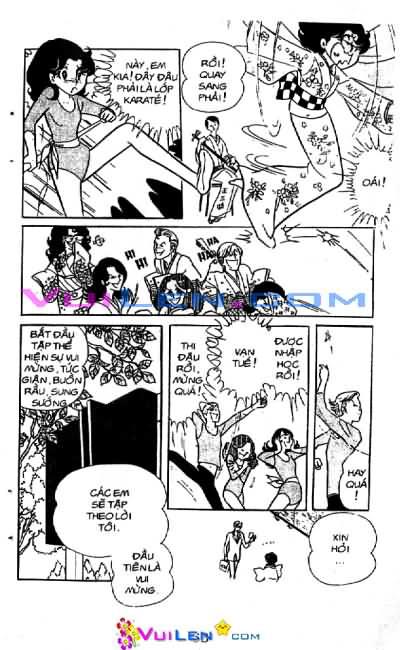 NÀY, EM
KIA! ĐÂY ĐÂU
PHẢI LÀ LỚP
KARATÉ!
RỒI!
QUAY
SANG
PHẢI!
OÁI!
HI
HI
HA
HA
VUILEN.COM
BẮT ĐẦU
TẬP THỂ
HIỆN SỰ VUI
MỪNG, TỨC
GIẬN, BUỒN
RẦU, SUNG
SƯỚNG.
CÁC EM
SẼ TẬP
THEO LỜI
TÔI.
ĐẦU
TIÊN LÀ
VUI
MỪNG.
THI
ĐẬU
RỒI,
MỪNG
QUÁ!
VẠN
TUẾ!
ĐƯỢC
NHẬP
HỌC
RỒI!
HAY
QUÁ!
XIN
HỎI
...
VUILEN.COM